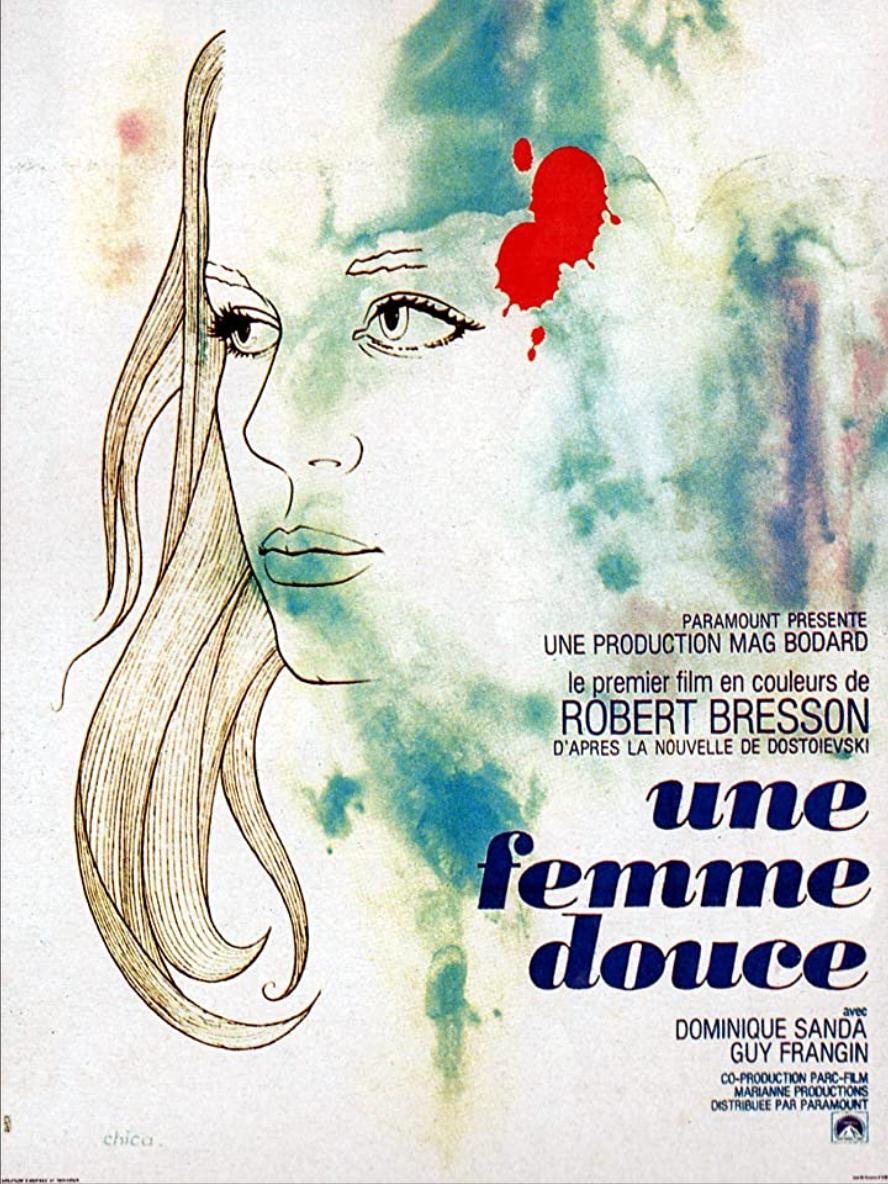 PARAMOUNT PRESENTE
UNE PRODUCTION MAG BODARD
le premier film en couleurs de
ROBERT BRESSON
D'APRES LA NOUVELLE DE DOSTOIEVSKI
une
femme
douce
avec
DOMINIQUE SANDA
GUY FRANGIN
CO-PRODUCTION PARC-FILM
MARIANNE PRODUCTIONS
DISTRIBUEE PAR PARAMOUNT
chica.